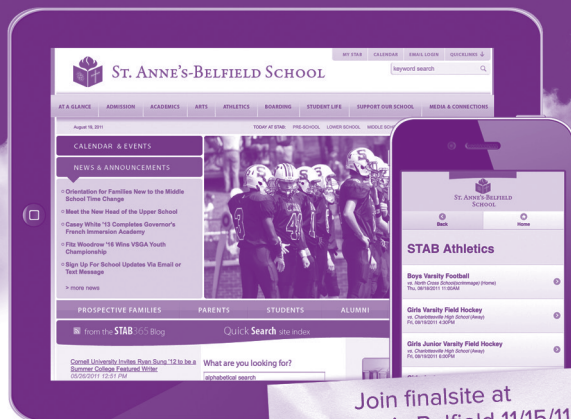 MY STAB CALENDAR EMAIL LOGIN QUICKLINKS
ST. ANNE'S-BELFIELD SCHOOL
keyword search
AT A GLANCE ADMISSION ACADEMICS ARTS ATHLETICS BOARDING STUDENT LIFE SUPPORT OUR SCHOOL MEDIA & CONNECTIONS
August 16, 2011
TODAY AT STAB: PRE-SCHOOL LOWER SCHOOL MIDDLE
CALENDAR & EVENTS
NEWS & ANNOUNCEMENTS
Orientation for Families New to the Middle
School Time Change
Meet the New Head of the Upper School
Casey White '13 Completes Governor's
French Immersion Academy
Fitz Woodrow '16 Wins VSGA Youth
Championship
Sign Up For School Updates Via Email or
Text Message
> more news
PROSPECTIVE FAMILIES PARENTS STUDENTS ALUMNI
from the STAB365 Blog Quick Search site index
Cornell University Invites Ryan Sung '12 to be a
Summer College Featured Writer
05/26/2011 12:51 PM
What are you looking for?
alphabetical search
ST. ANNE'S-BELFIELD
SCHOOL
Back Home
STAB Athletics
Boys Varsity Football
vs. North Cross School(scrimmage) (Home)
Thu, 08/18/2011 11:00AM
Girls Varsity Field Hockey
vs. Charlottesville High School (Away)
Fri, 08/19/2011 4:30PM
Girls Junior Varsity Field Hockey
vs. Charlottesville High School (Away)
Fri, 08/19/2011 6:00PM
Join finalsite at
Belfield 11/15/11